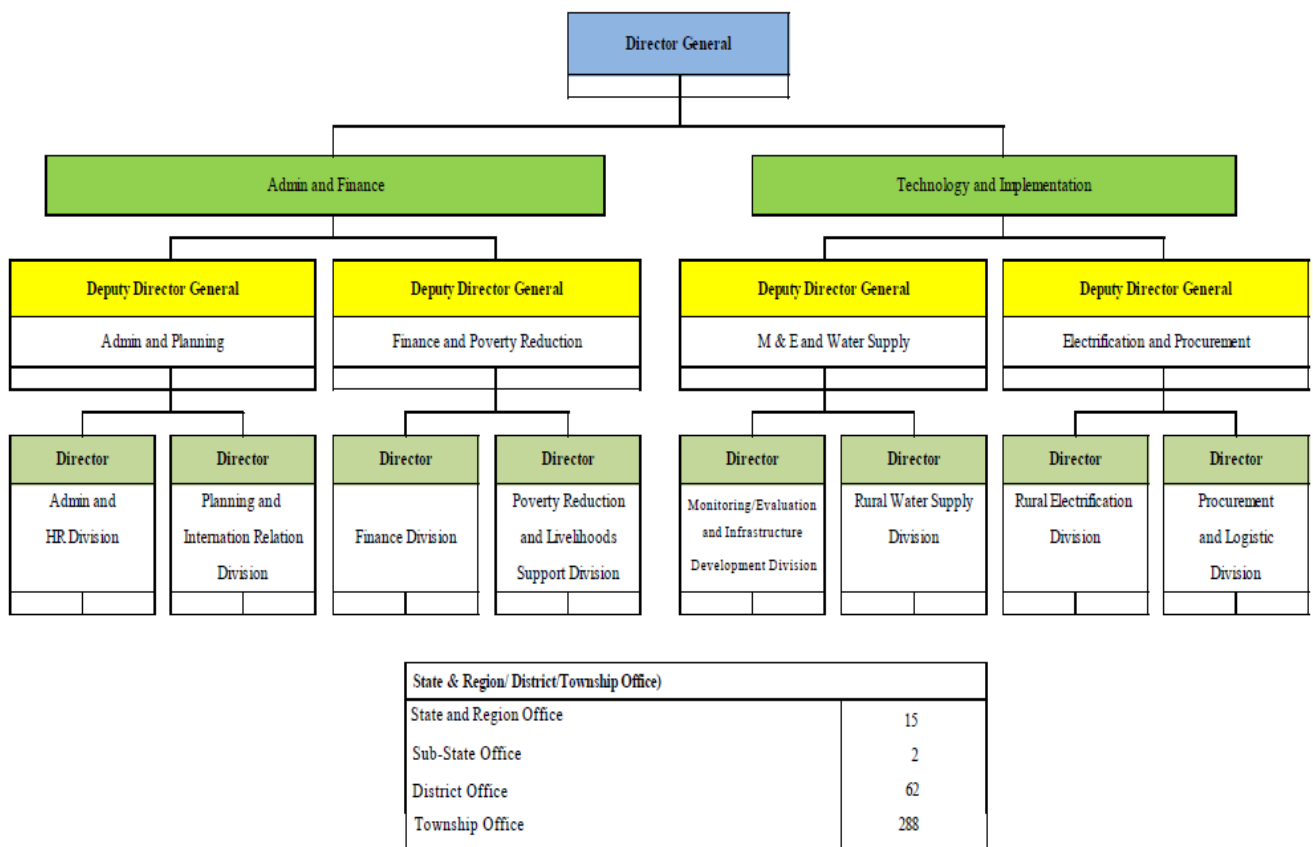 Director General
Admin and Finance
Technology and Implementation
Deputy Director General
Admin and Planning
Deputy Director General
Finance and Poverty Reduction
Deputy Director General
M & E and Water Supply
Deputy Director General
Electrification and Procurement
Director
Admin and
HR Division
Director
Planning and
Internation Relation
Division
Director
Finance Division
Director
Poverty Reduction
and Livelihoods
Support Division
Director
Monitoring/Evaluation
and Infrastructure
Development Division
Director
Rural Water Supply
Division
Director
Rural Electrification
Division
Director
Procurement
and Logistic
Division
State & Region/ District/Township Office)
State and Region Office 15
Sub-State Office 2
District Office 62
Township Office 288